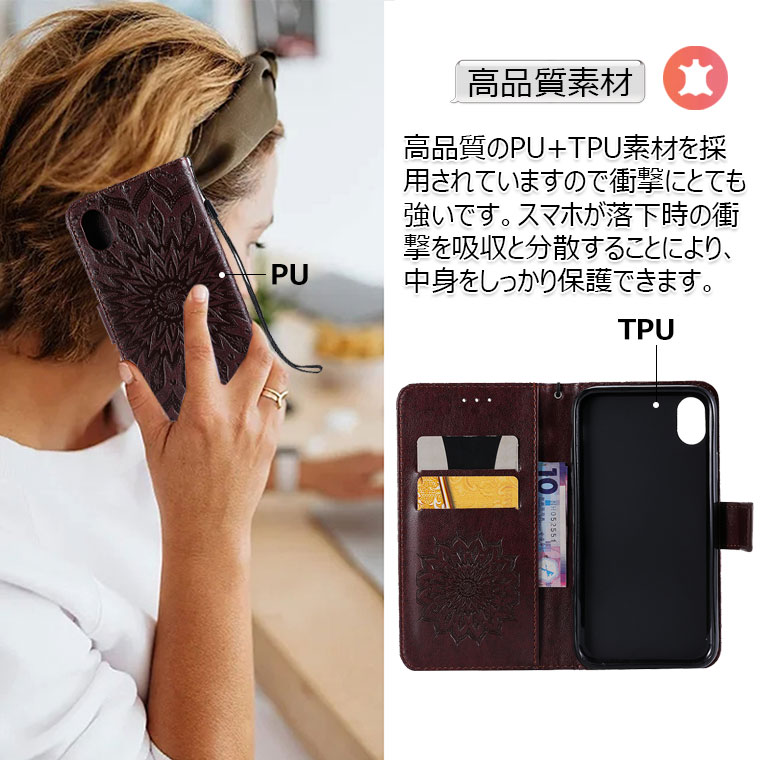 高品質素材
高品質のPU+TPU素材を採
用されていますので衝撃にとても
強いです。スマホが落下時の衝
撃を吸収と分散することにより、
中身をしっかり保護できます。
PU
TPU
10
H052551